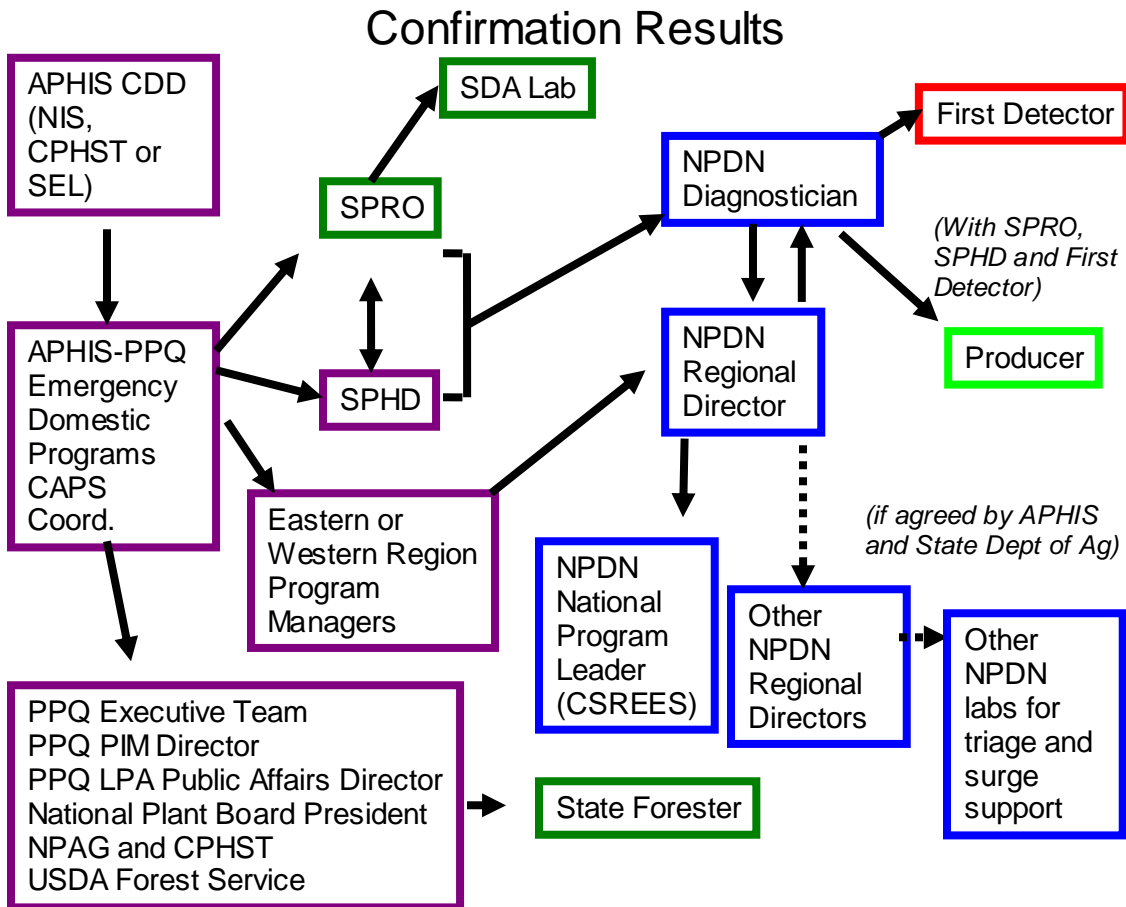 Confirmation Results
APHIS CDD
(NIS,
CPHST or
SEL)
SDA Lab
First Detector
NPDN
Diagnostician
SPRO
(With SPRO,
SPHD and First
Detector)
APHIS-PPQ
Emergency
Domestic
Programs
CAPS
Coord.
SPHD
NPDN
Regional
Director
Producer
Eastern or
Western Region
Program
Managers
(if agreed by APHIS
and State Dept of Ag)
NPDN
National
Program
Leader
(CSREES)
Other
NPDN
Regional
Directors
Other
NPDN
labs for
triage and
surge
support
PPQ Executive Team
PPQ PIM Director
PPQ LPA Public Affairs Director
National Plant Board President
NPAG and CPHST
USDA Forest Service
State Forester